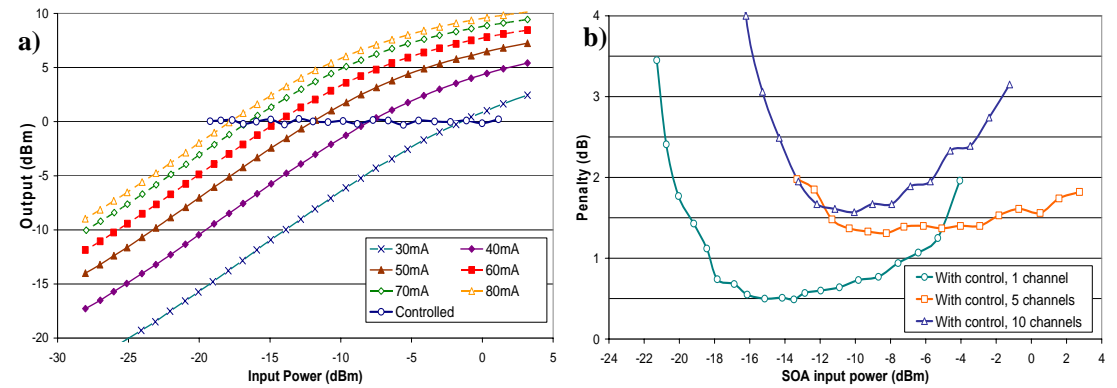 a)
10
5
0
-5
-10
-15
-20
-30 -25 -20 -15 -10 -5 0 5
Output (dBm)
Input Power (dBm)
30mA 40mA
50mA 60mA
70mA 80mA
Controlled
b)
4
3
2
1
0
-22 -20 -18 -16 -14 -12 -10 -8 -6 -4 -2 0 2 4
Penalty (dB)
SOA input power (dBm)
With control, 1 channel
With control, 5 channels
With control, 10 channels